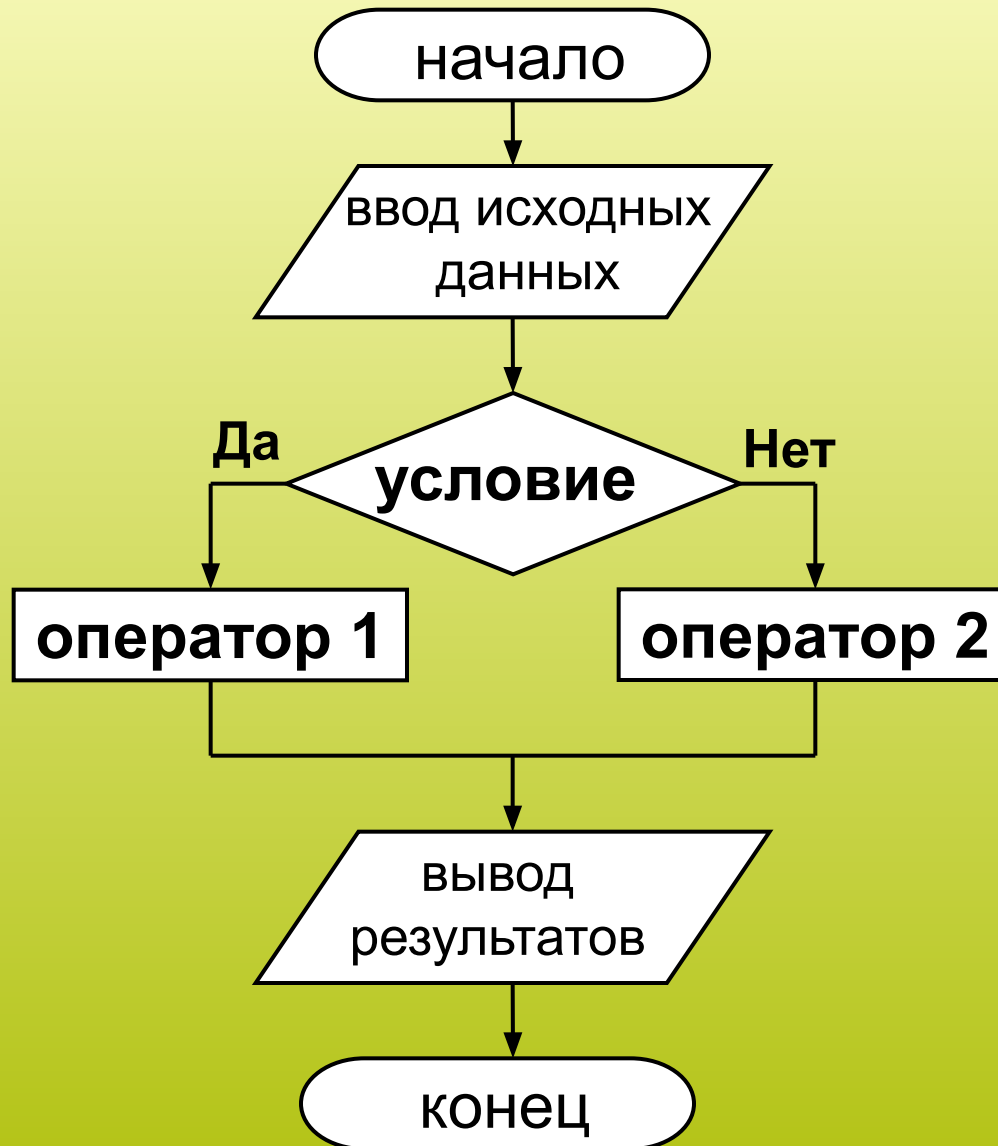 начало
ввод исходных
данных
Да
Нет
условие
оператор 1
оператор 2
вывод
результатов
конец